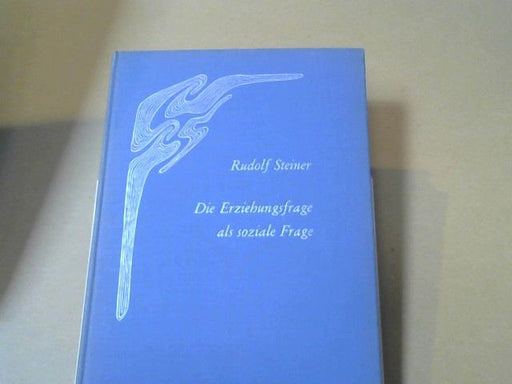 Rudolf Steiner
Die Erziehungsfrage
als soziale Frage